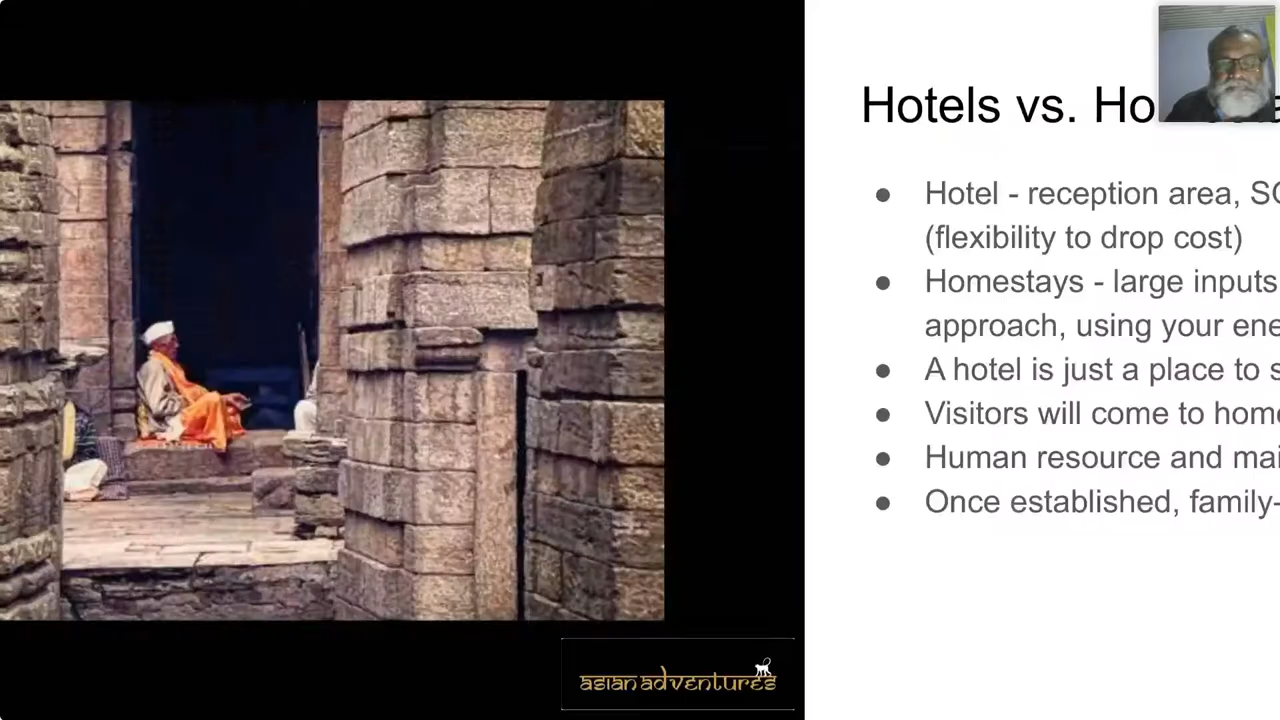 Hotels vs. Ho
● Hotel - reception area, SO
(flexibility to drop cost)
● Homestays - large inputs
approach, using your ene
● A hotel is just a place to s
● Visitors will come to home
● Human resource and mai
● Once established, family-
asian adventures